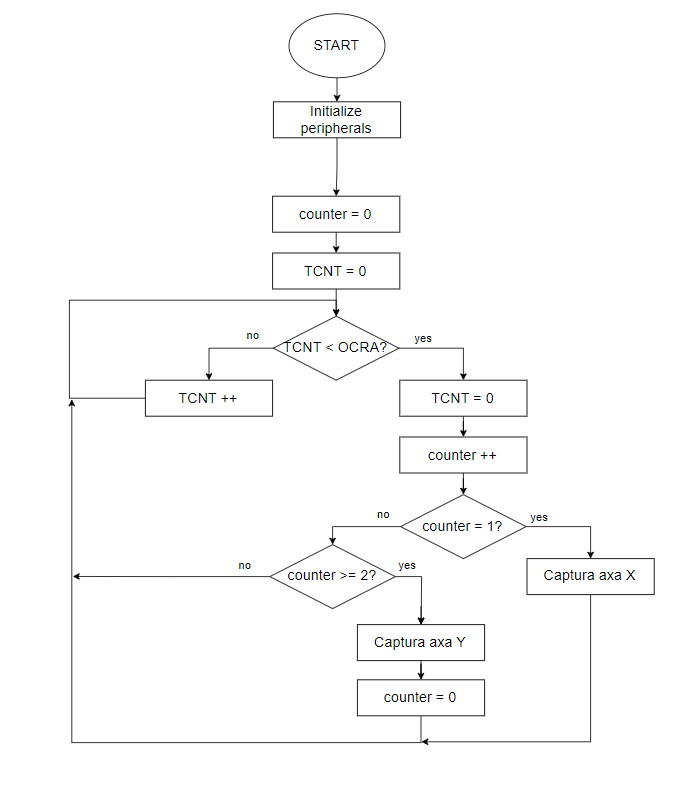 START
Initialize
peripherals
counter = 0
TCNT = 0
no
TCNT < OCRA?
yes
TCNT ++
TCNT = 0
counter ++
no
counter = 1?
yes
no
counter >= 2?
yes
Captura axa X
Captura axa Y
counter = 0